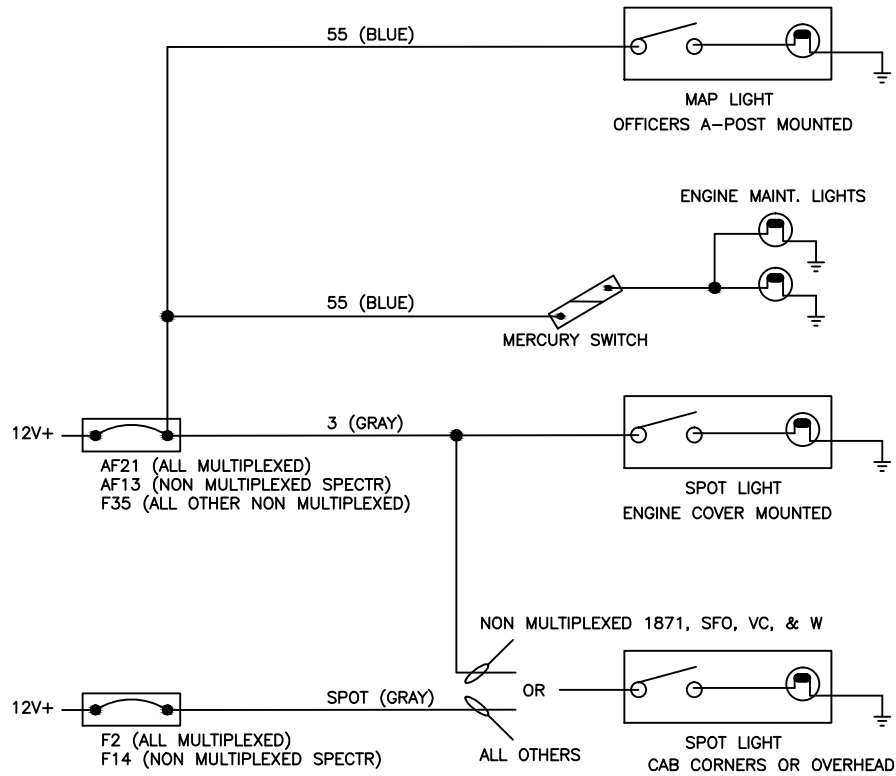 55 (BLUE)
MAP LIGHT
OFFICERS A-POST MOUNTED
ENGINE MAINT. LIGHTS
55 (BLUE)
MERCURY SWITCH
12V+
3 (GRAY)
AF21 (ALL MULTIPLEXED)
AF13 (NON MULTIPLEXED SPECTR)
F35 (ALL OTHER NON MULTIPLEXED)
SPOT LIGHT
ENGINE COVER MOUNTED
NON MULTIPLEXED 1871, SFO, VC, & W
12V+
SPOT (GRAY)
OR
F2 (ALL MULTIPLEXED)
F14 (NON MULTIPLEXED SPECTR)
ALL OTHERS
SPOT LIGHT
CAB CORNERS OR OVERHEAD